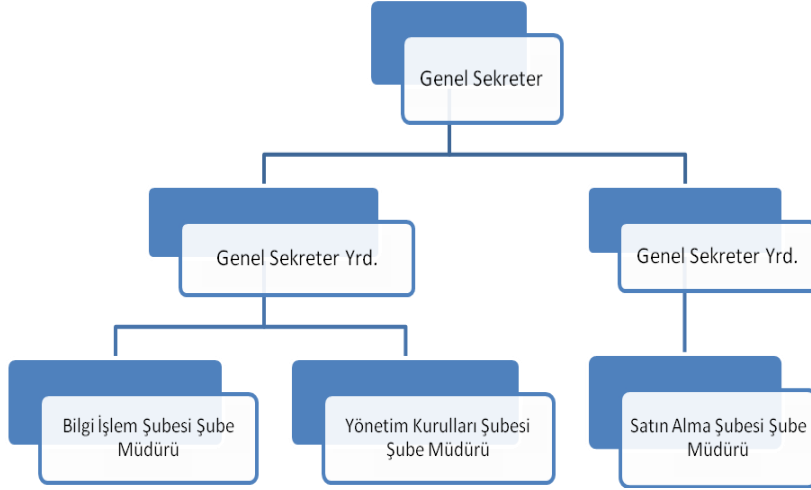 Genel Sekreter
Genel Sekreter Yrd.
Genel Sekreter Yrd.
Bilgi İşlem Şubesi Şube
Müdürü
Yönetim Kurulları Şubesi
Şube Müdürü
Satın Alma Şubesi Şube
Müdürü